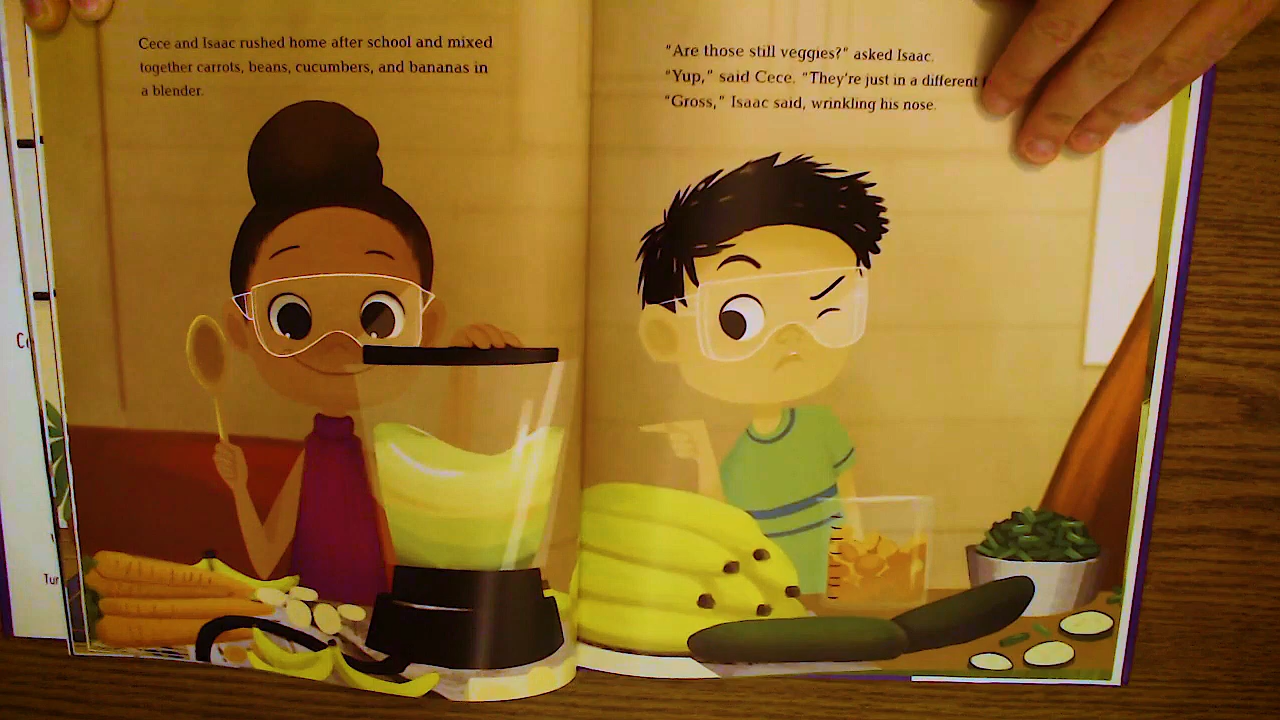 Cece and Isaac rushed home after school and mixed
together carrots, beans, cucumbers, and bananas in
a blender.
"Are those still veggies?" asked Isaac.
"Yup," said Cece. "They're just in a different
"Gross," Isaac said, wrinkling his nose.
Tur